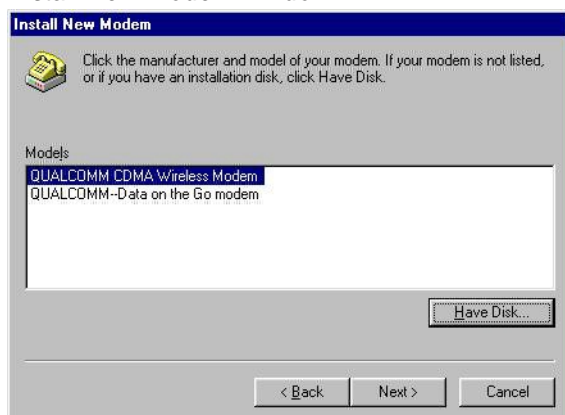 Install New Modem
Click the manufacturer and model of your modem. If your modem is not listed,
or if you have an installation disk, click Have Disk.
Models
QUALCOMM CDMA Wireless Modem
QUALCOMM--Data on the Go modem
Have Disk...
< Back
Next >
Cancel